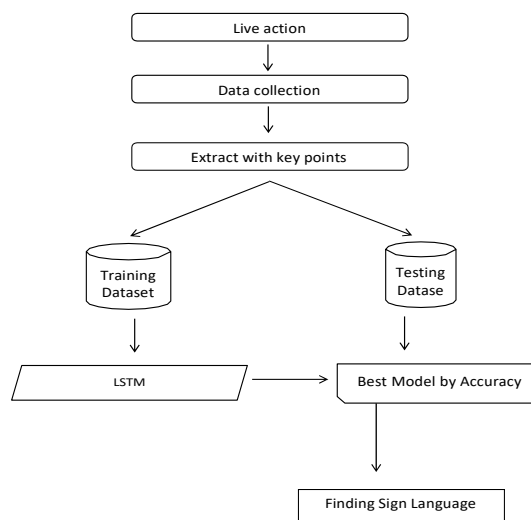 Live action
Data collection
Extract with key points
Training
Dataset
Testing
Datase
LSTM
Best Model by Accuracy
Finding Sign Language